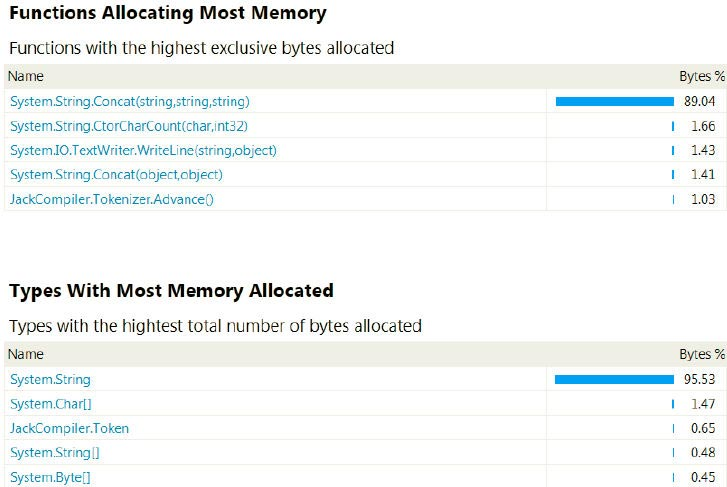 Functions Allocating Most Memory
Functions with the highest exclusive bytes allocated
Name Bytes %
System.String.Concat(string,string,string) 89.04
System.String.CtorCharCount(char,int32) 1.66
System.IO.TextWriter.WriteLine(string,object) 1.43
System.String.Concat(object,object) 1.41
JackCompiler.Tokenizer.Advance() 1.03
Types With Most Memory Allocated
Types with the hightest total number of bytes allocated
Name Bytes %
System.String 95.53
System.Char[] 1.47
JackCompiler.Token 0.65
System.String[] 0.48
System.Byte[] 0.45